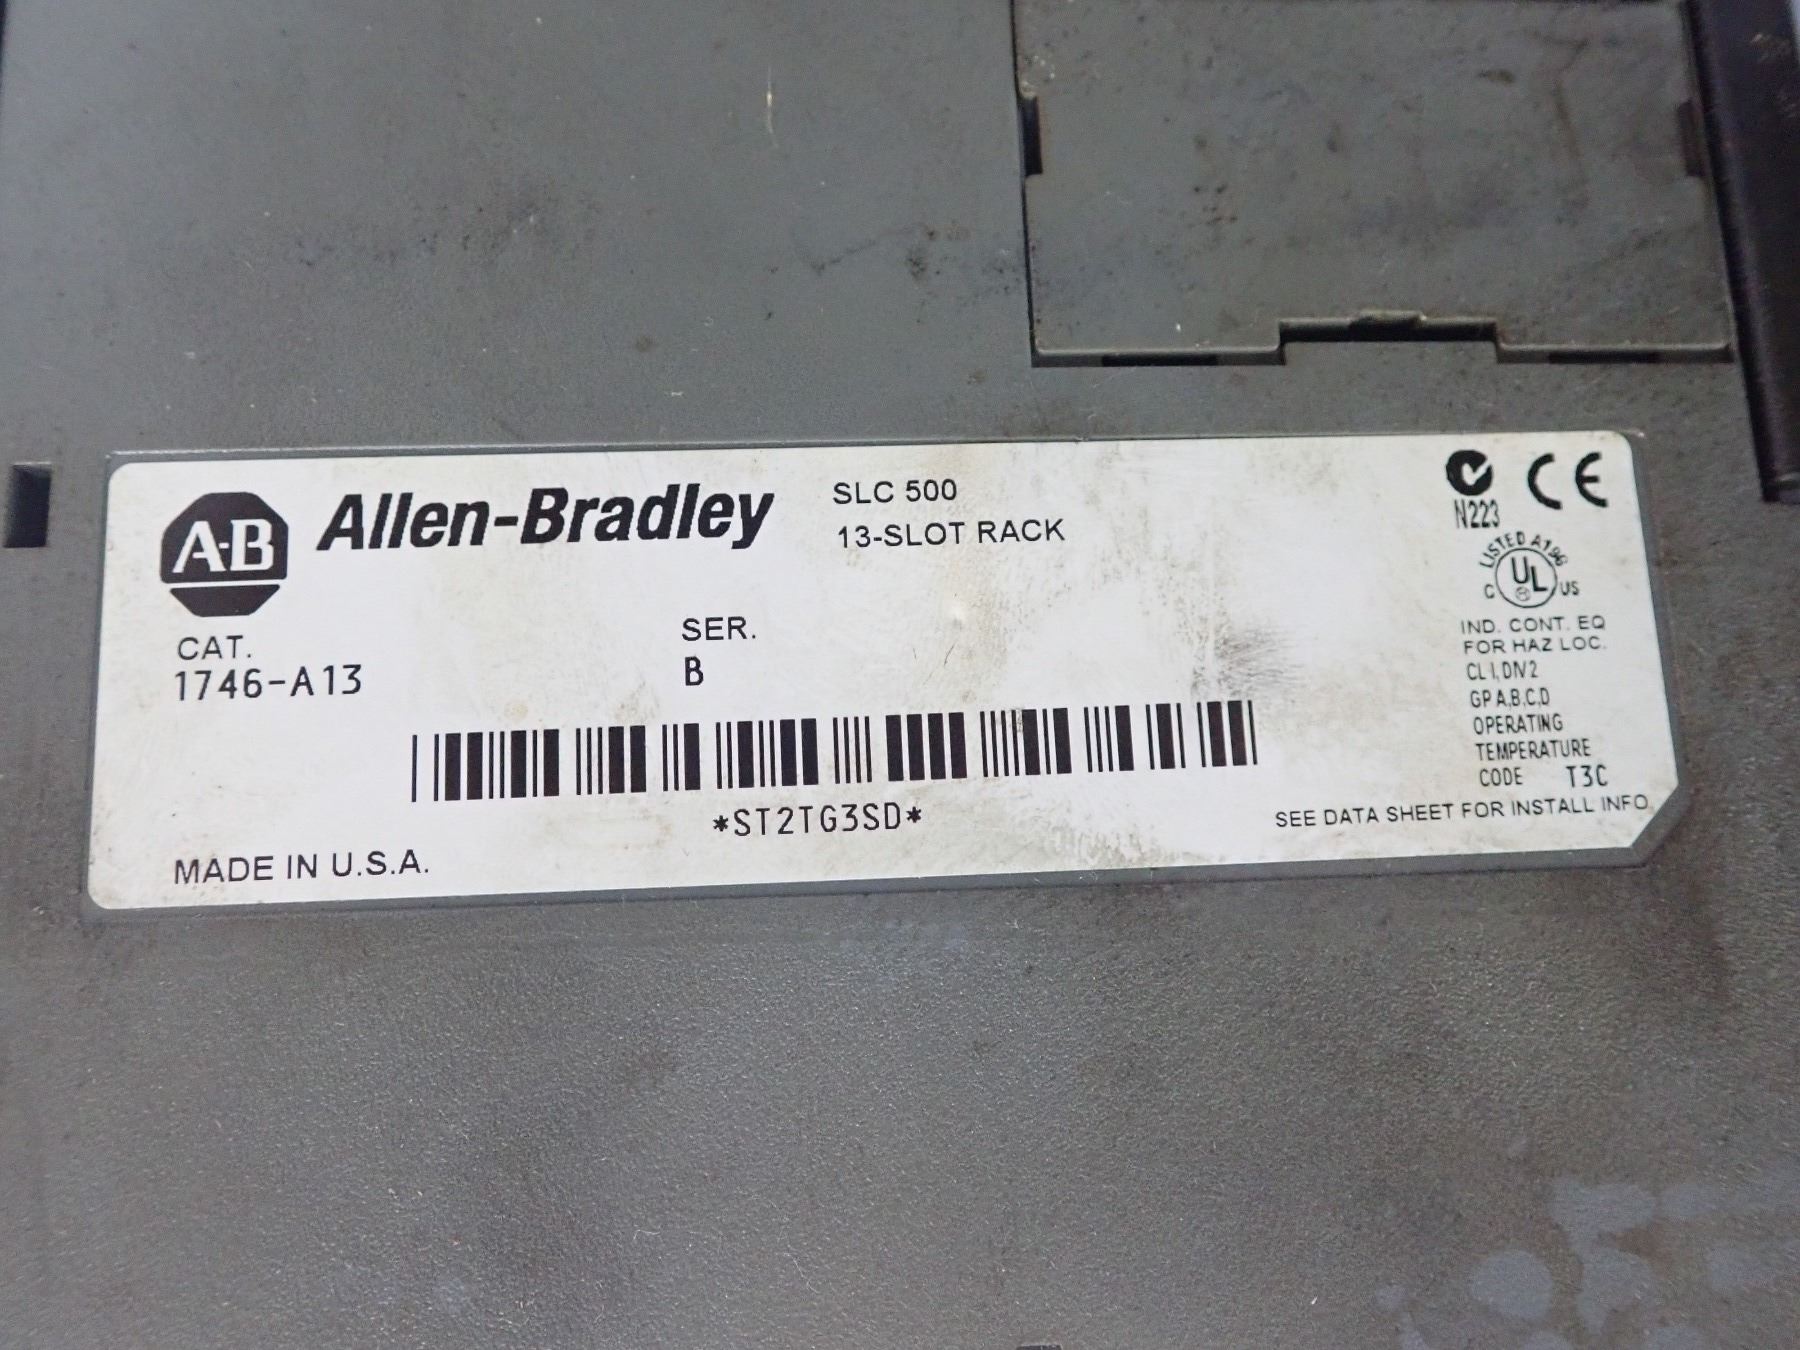 A-B Allen-Bradley
SLC 500
13-SLOT RACK
CAT.
1746-A13
SER.
B
*ST2TG3SD*
MADE IN U.S.A.
N223
CE
LISTED A196
C UL US
IND. CONT. EQ
FOR HAZ LOC.
CL I, DIV 2
GP A,B,C,D
OPERATING
TEMPERATURE
CODE T3C
SEE DATA SHEET FOR INSTALL INFO.